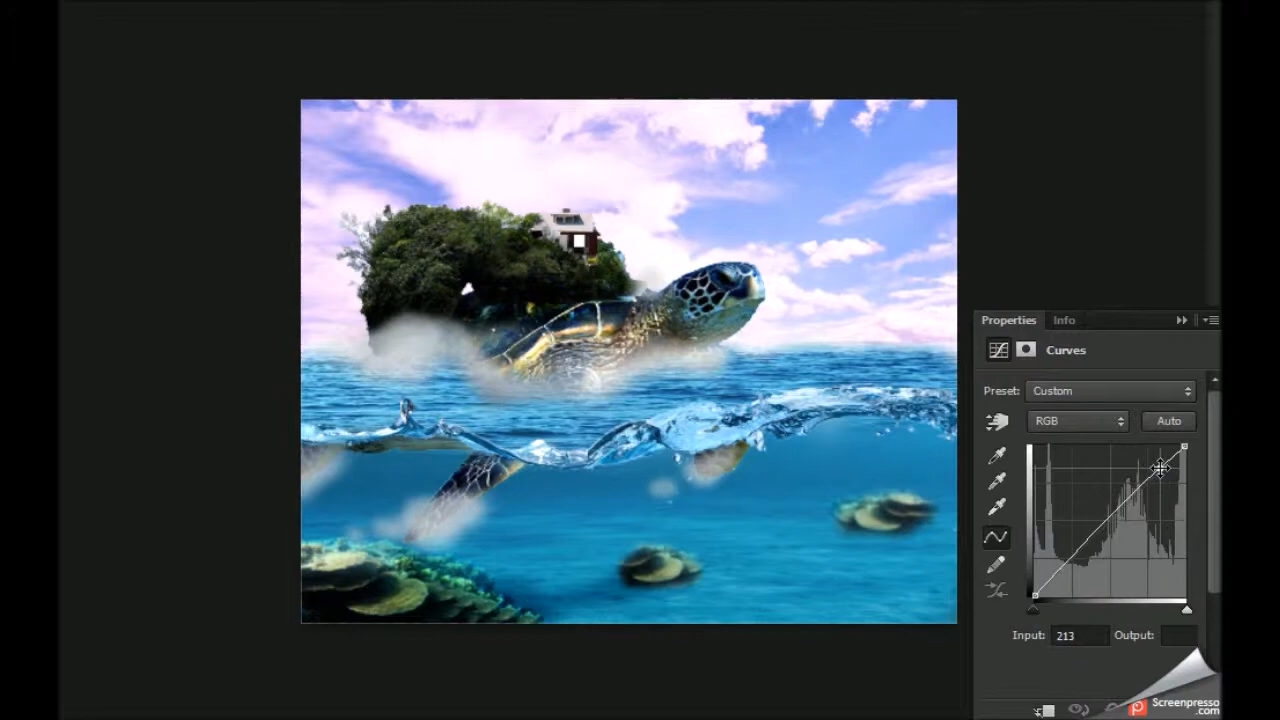 Properties Info
Curves
Preset: Custom
RGB Auto
Input: 213 Output:
Screenpresso
.com